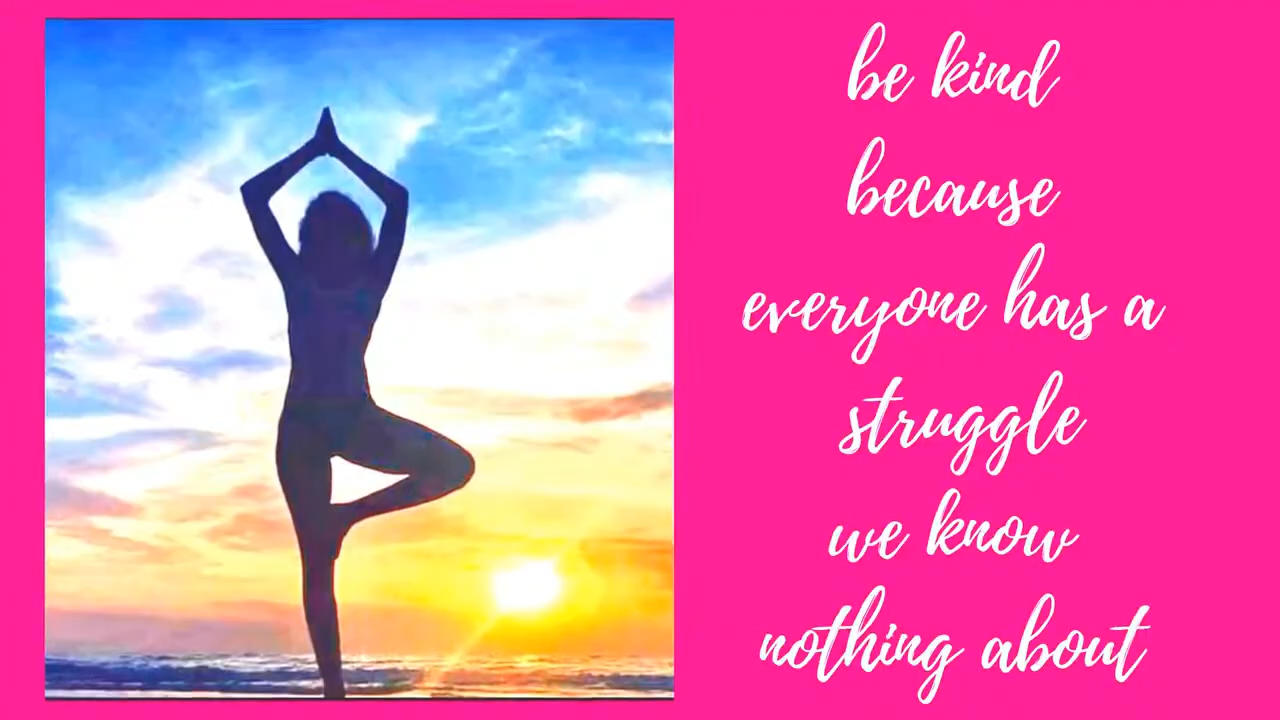 be kind
because
everyone has a
struggle
we know
nothing about